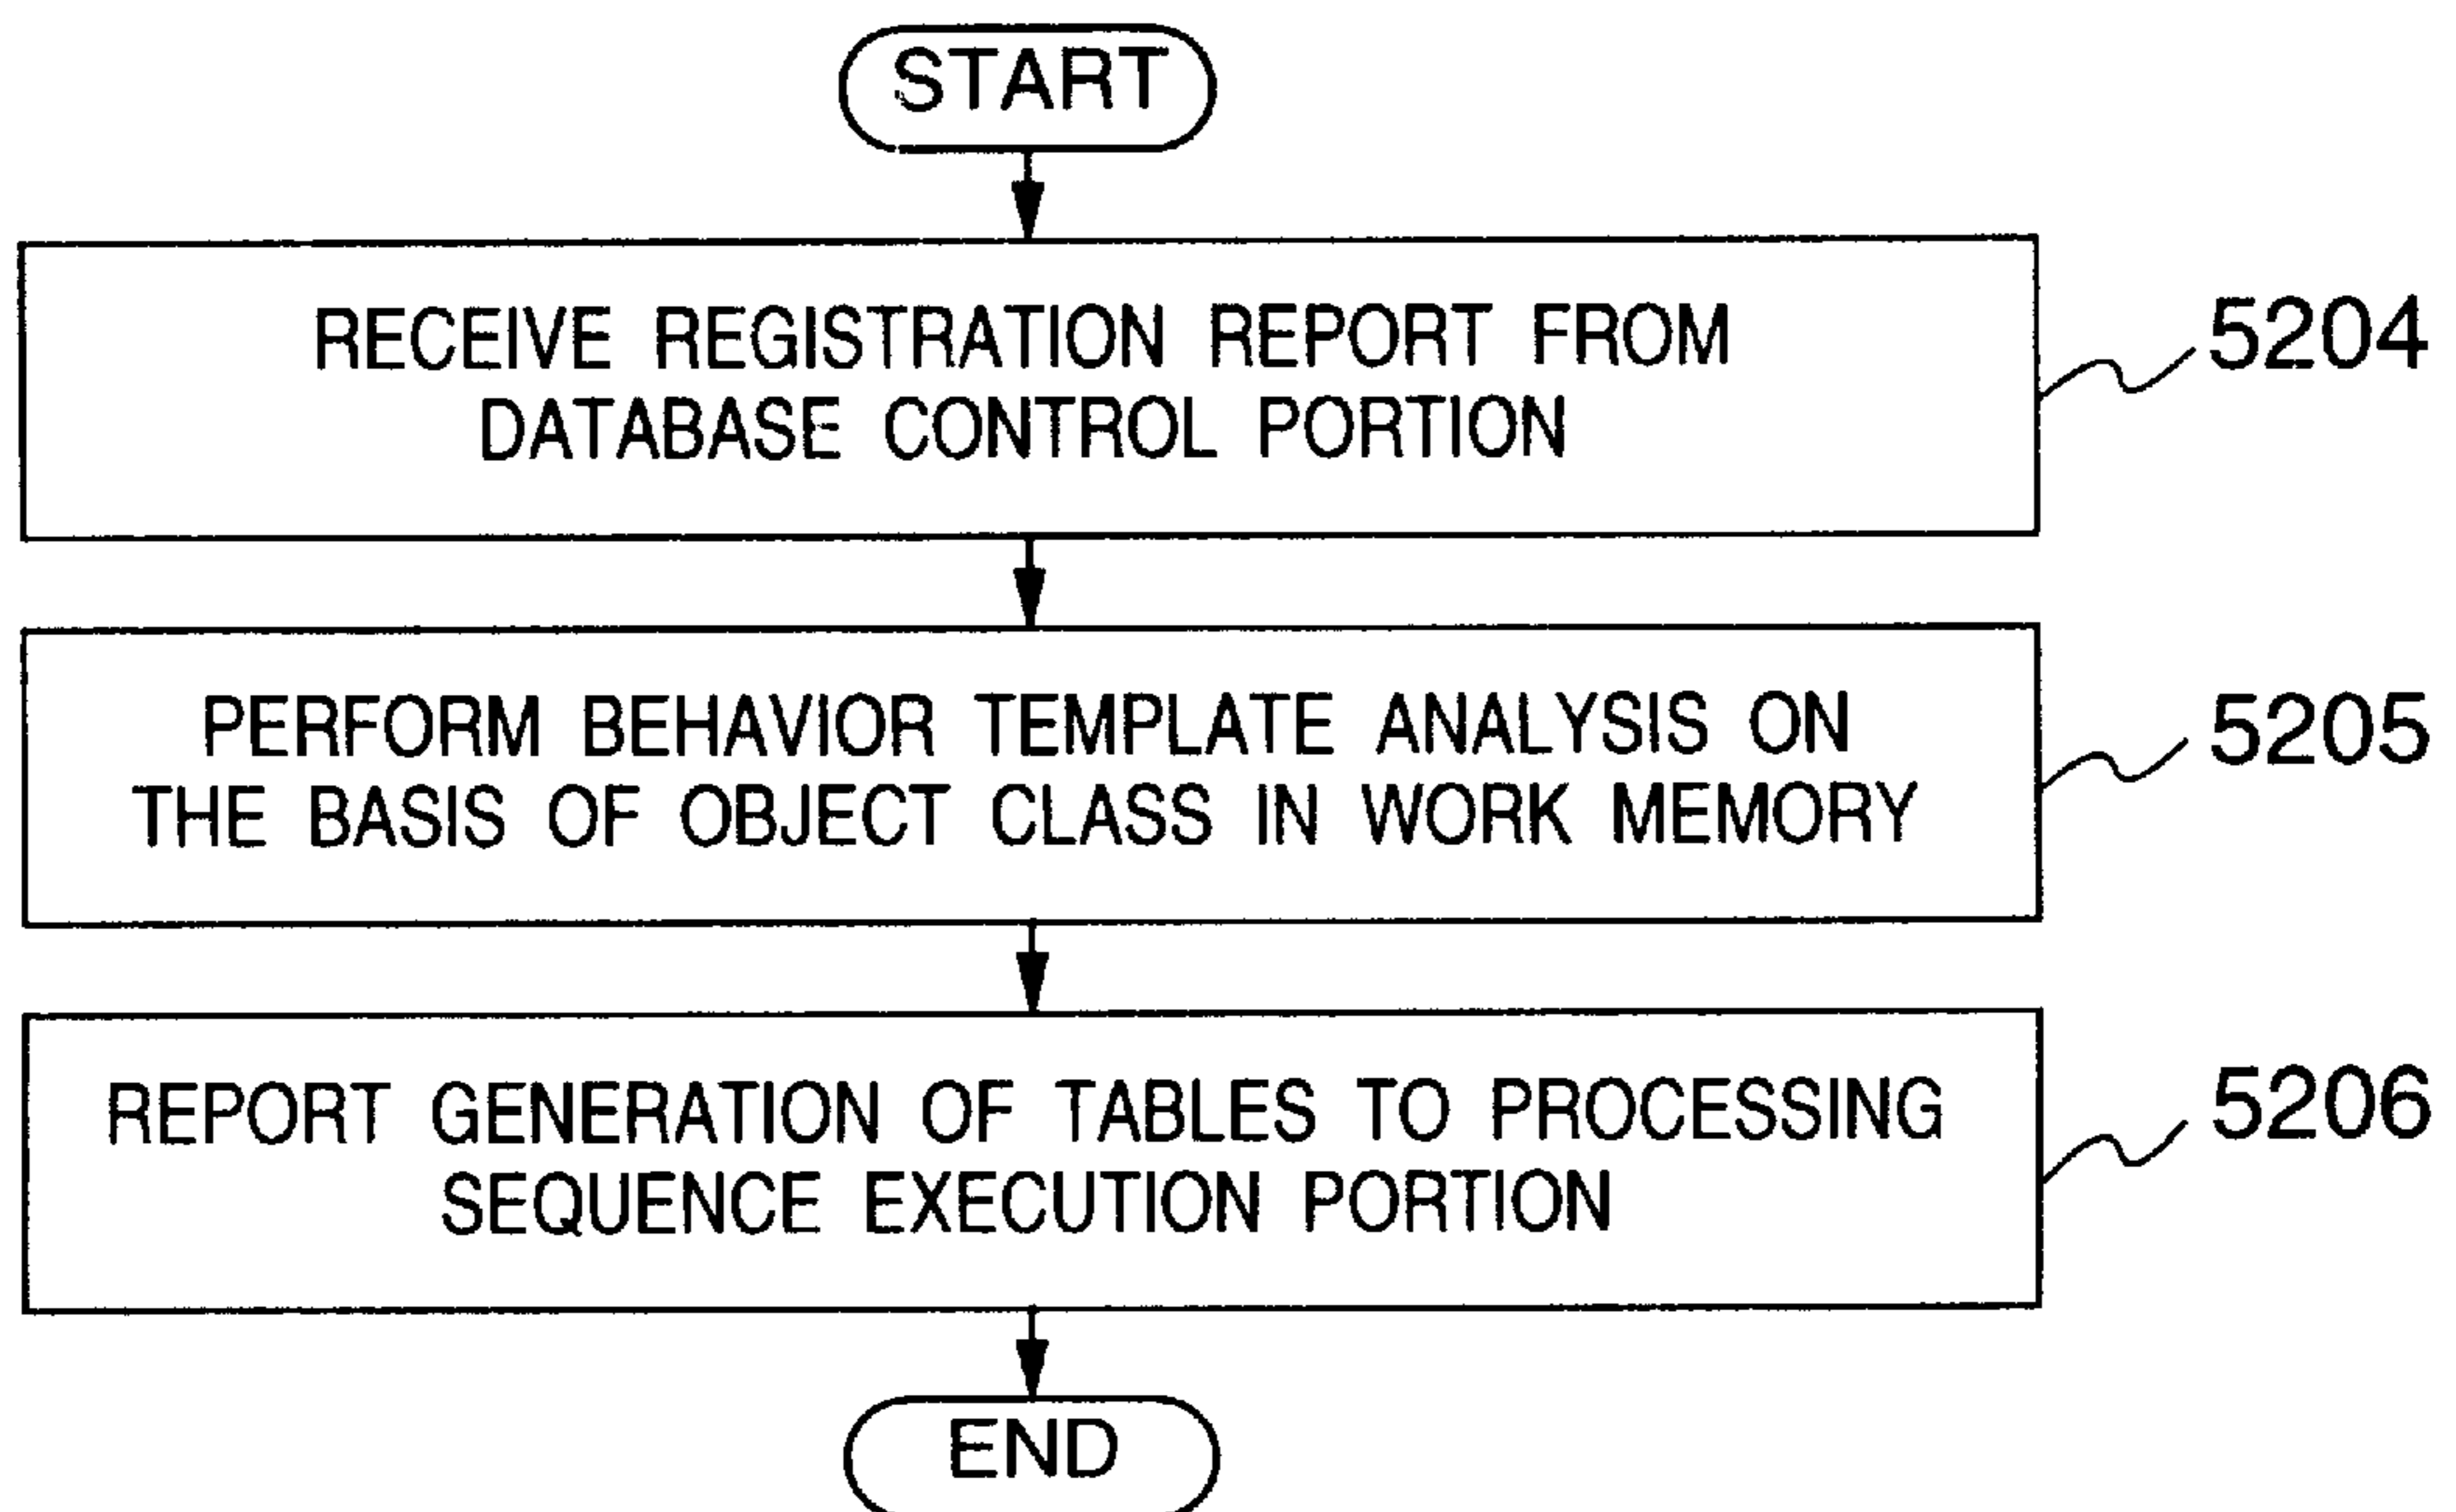 START
RECEIVE REGISTRATION REPORT FROM
DATABASE CONTROL PORTION
5204
PERFORM BEHAVIOR TEMPLATE ANALYSIS ON
THE BASIS OF OBJECT CLASS IN WORK MEMORY
5205
REPORT GENERATION OF TABLES TO PROCESSING
SEQUENCE EXECUTION PORTION
5206
END